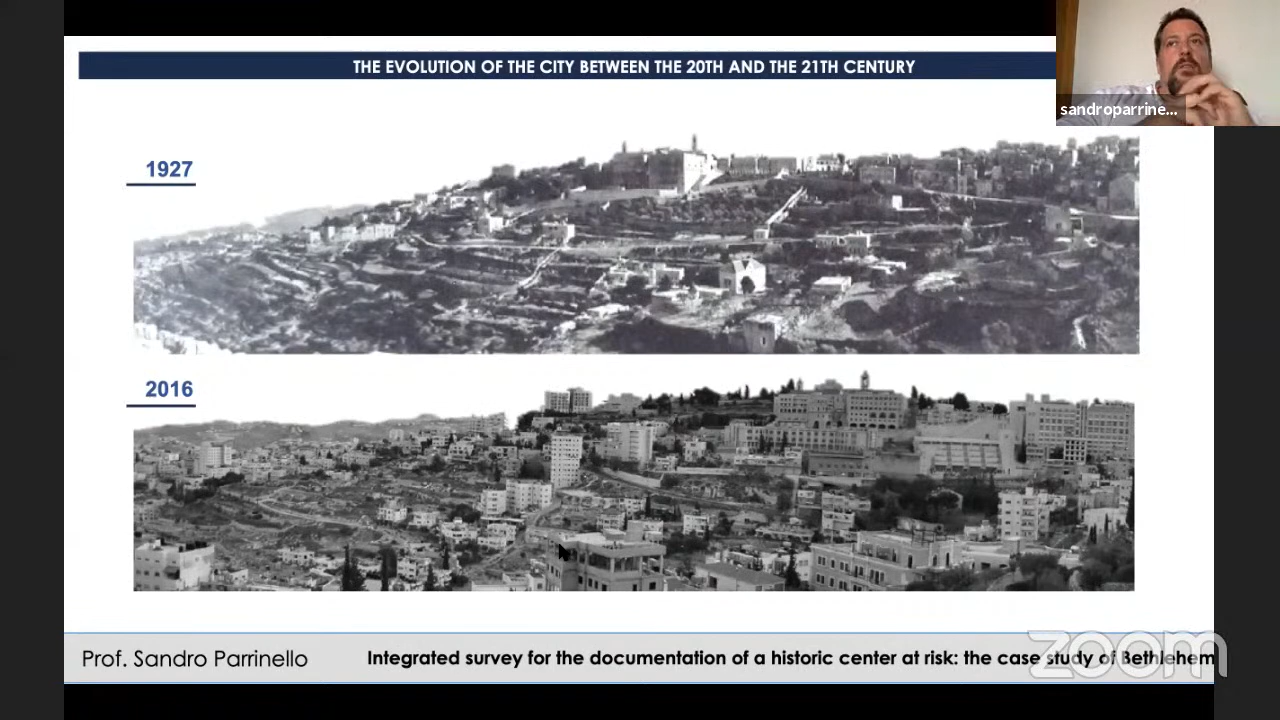 THE EVOLUTION OF THE CITY BETWEEN THE 20TH AND THE 21TH CENTURY
sandroparrine...
1927
2016
Prof. Sandro Parrinello
Integrated survey for the documentation of a historic center at risk: the case study of Bethlehem
zoom